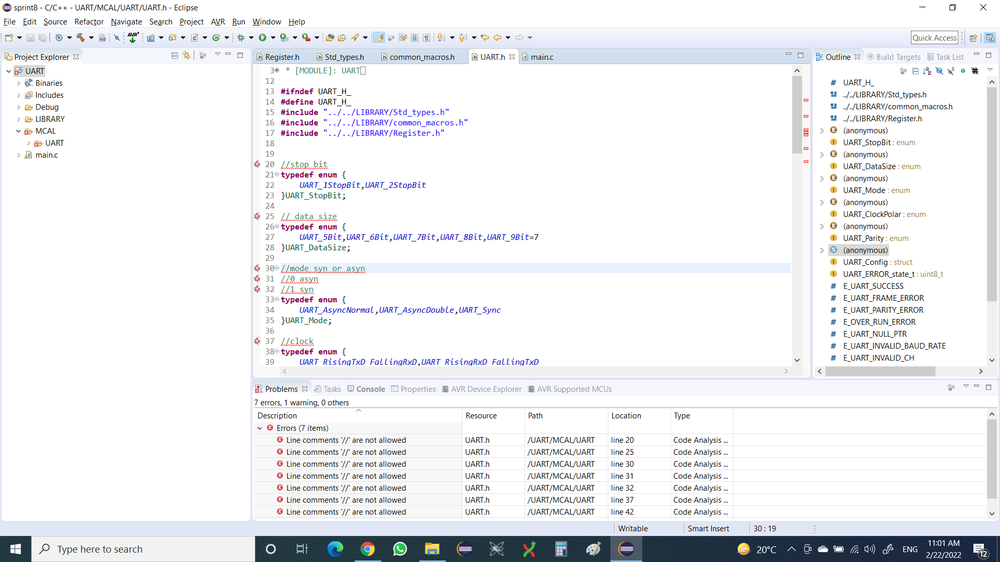 sprint8 - C/C++ - UART/MCAL/UART/UART.h - Eclipse
File Edit Source Refactor Navigate Search Project AVR Run Window Help
Quick Access
Project Explorer
UART
Binaries
Includes
Debug
LIBRARY
MCAL
UART
main.c
Register.h Std_types.h common_macros.h UART.h main.c
3 * [MODULE]: UART
12
13 #ifndef UART_H_
14 #define UART_H_
15 #include "../../LIBRARY/Std_types.h"
16 #include "../../LIBRARY/common_macros.h"
17 #include "../../LIBRARY/Register.h"
18
19
20 //stop bit
21 typedef enum {
22 UART_1StopBit,UART_2StopBit
23 }UART_StopBit;
24
25 // data size
26 typedef enum {
27 UART_5Bit,UART_6Bit,UART_7Bit,UART_8Bit,UART_9Bit=7
28 }UART_DataSize;
29
30 //mode syn or asyn
31 //0 asyn
32 //1 syn
33 typedef enum {
34 UART_AsyncNormal,UART_AsyncDouble,UART_Sync
35 }UART_Mode;
36
37 //clock
38 typedef enum {
39 UART_RisingTxD_FallingRxD,UART_RisingRxD_FallingTxD
Outline Build Targets Task List
UART_H_
../../LIBRARY/Std_types.h
../../LIBRARY/common_macros.h
../../LIBRARY/Register.h
(anonymous)
UART_StopBit : enum
(anonymous)
UART_DataSize : enum
(anonymous)
UART_Mode : enum
(anonymous)
UART_ClockPolar : enum
(anonymous)
UART_Parity : enum
(anonymous)
UART_Config : struct
UART_ERROR_state_t : uint8_t
E_UART_SUCCESS
E_UART_FRAME_ERROR
E_UART_PARITY_ERROR
E_OVER_RUN_ERROR
E_UART_NULL_PTR
E_UART_INVALID_BAUD_RATE
E_UART_INVALID_CH
Problems Tasks Console Properties AVR Device Explorer AVR Supported MCUs
7 errors, 1 warning, 0 others
Description Resource Path Location Type
Errors (7 items)
Line comments '//' are not allowed UART.h /UART/MCAL/UART line 20 Code Analysis ...
Line comments '//' are not allowed UART.h /UART/MCAL/UART line 25 Code Analysis ...
Line comments '//' are not allowed UART.h /UART/MCAL/UART line 30 Code Analysis ...
Line comments '//' are not allowed UART.h /UART/MCAL/UART line 31 Code Analysis ...
Line comments '//' are not allowed UART.h /UART/MCAL/UART line 32 Code Analysis ...
Line comments '//' are not allowed UART.h /UART/MCAL/UART line 37 Code Analysis ...
Line comments '//' are not allowed UART.h /UART/MCAL/UART line 42 Code Analysis ...
Writable Smart Insert 30 : 19
Type here to search
20°C ENG 11:01 AM
2/22/2022
12